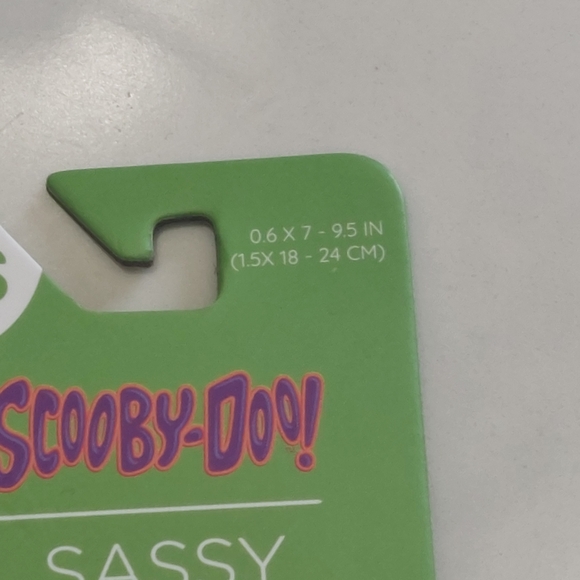 0.6 X 7 - 9.5 IN
(1.5X 18 - 24 CM)
SCOOBY-DOO!
SASSY